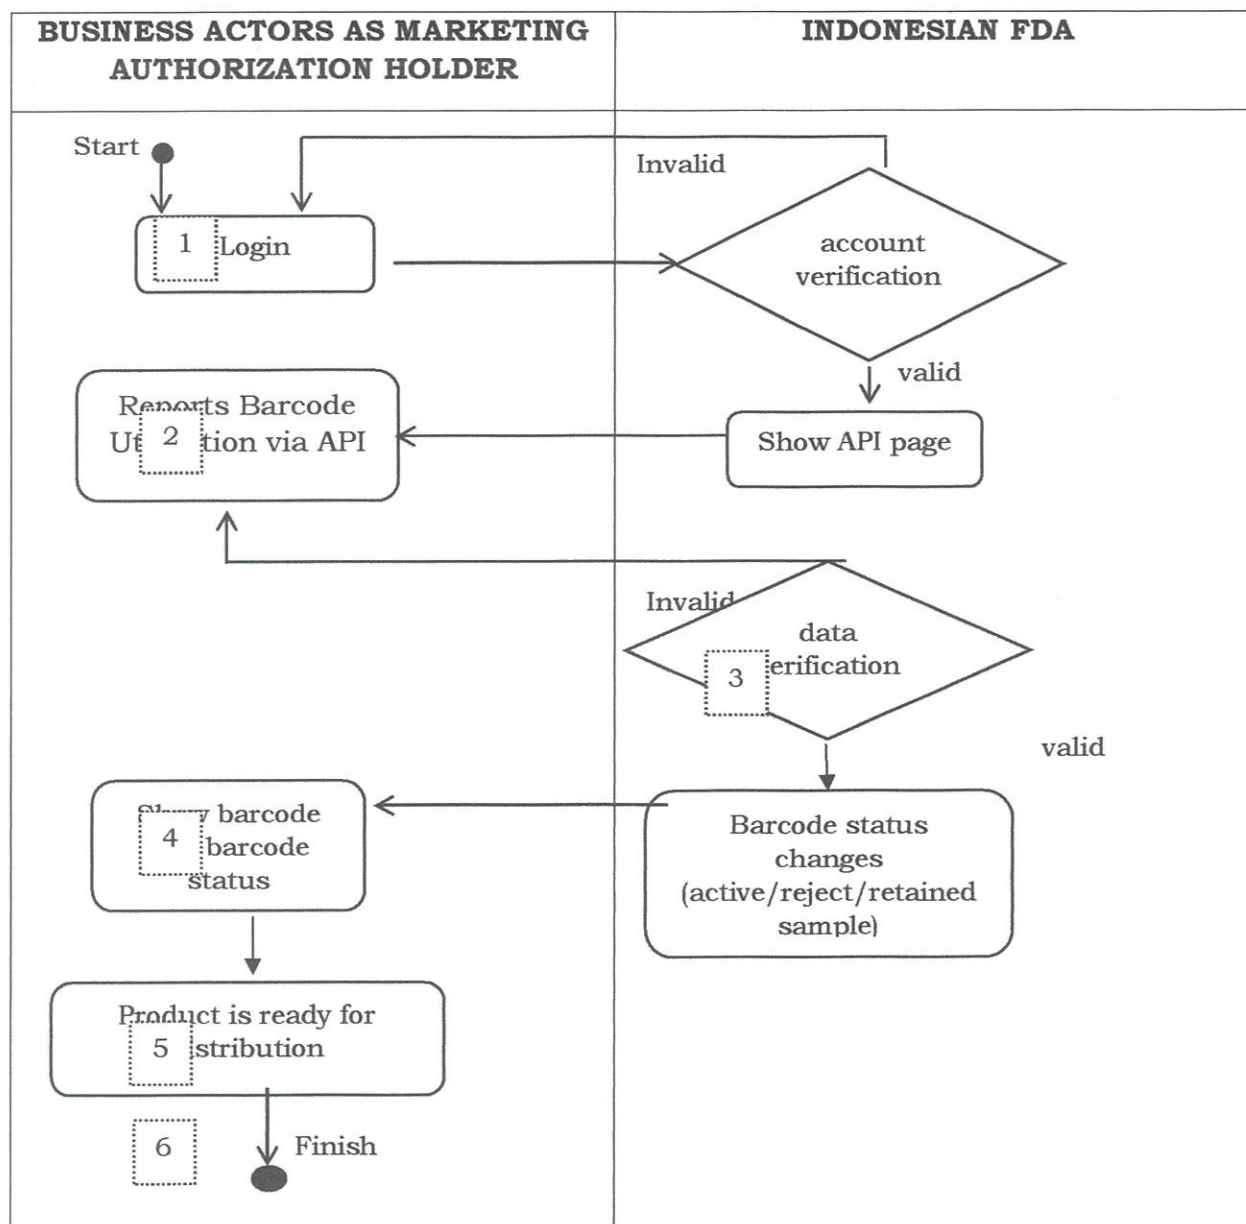 BUSINESS ACTORS AS MARKETING
AUTHORIZATION HOLDER
INDONESIAN FDA
Start
Invalid
1
Login
account
verification
valid
Reports Barcode
2
tion via API
Show API page
Invalid
data
3
erification
valid
barcode
4
barcode
status
Barcode status
changes
(active/reject/retained
sample)
Product is ready for
5
stribution
6
Finish